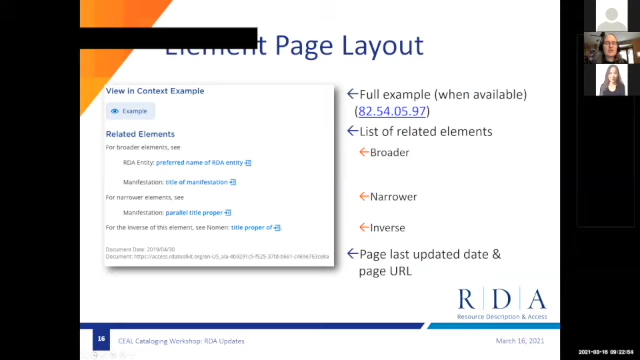 Element Page Layout
View in Context Example
Example
Related Elements
For broader elements, see
RDA Entity: preferred name of RDA entity
Manifestation: title of manifestation
For narrower elements, see
Manifestation: parallel title proper
For the inverse of this element, see Nomen: title proper of
Document Date: 2019/04/30
Full example (when available)
(82.54.05.97)
List of related elements
Broader
Narrower
Inverse
Page last updated date &
page URL
R D A
Resource Description & Access
16
CEAL Cataloging Workshop: RDA Updates
March 16, 2021
2021-03-16 09:22:54